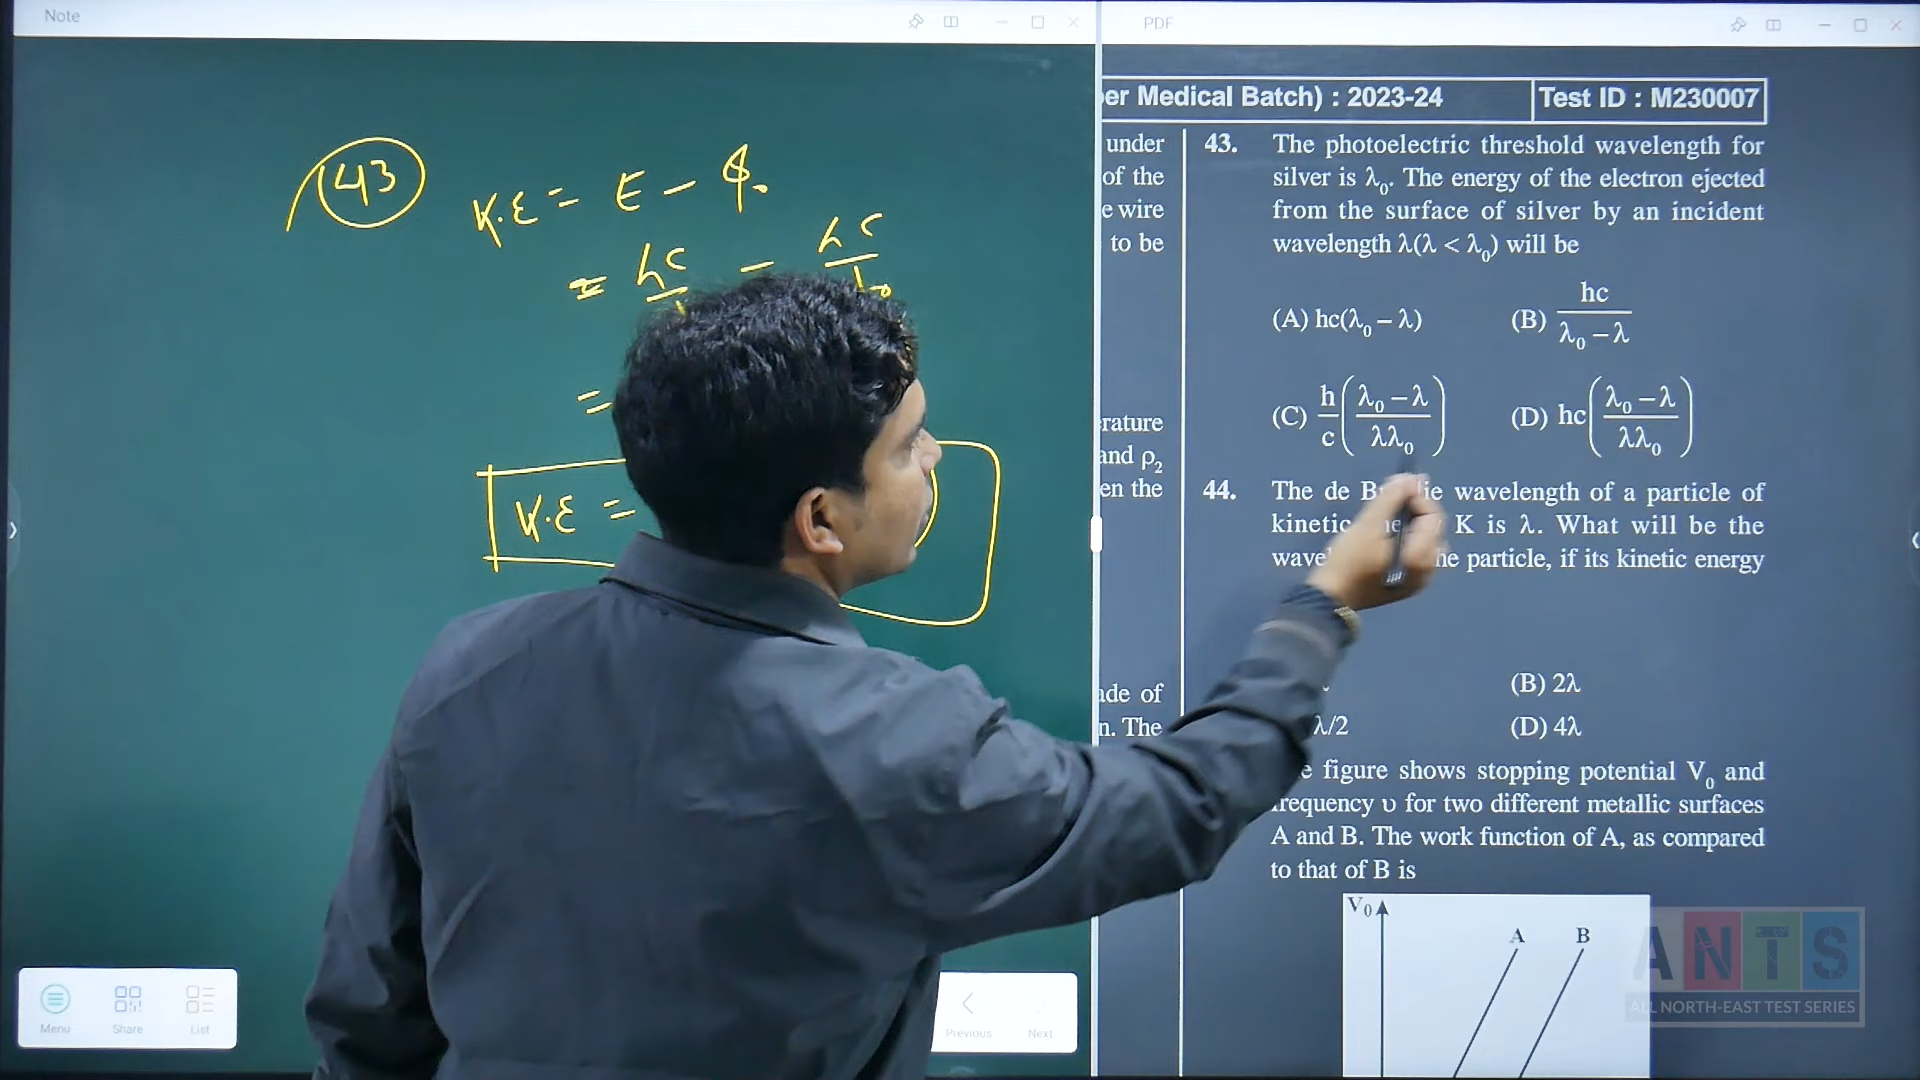 Note
PDF
43
K.E = E - φ0
= hc - hc
λ0
=
K.E =
Menu
Share
List
Previous
Next
per Medical Batch) : 2023-24
Test ID : M230007
under
of the
e wire
to be
rature
and ρ2
en the
ade of
n. The
43. The photoelectric threshold wavelength for
silver is λ0. The energy of the electron ejected
from the surface of silver by an incident
wavelength λ(λ < λ0) will be
(A) hc(λ0 – λ) (B) hc/(λ0 – λ)
(C) h/c((λ0 – λ)/(λλ0)) (D) hc((λ0 – λ)/(λλ0))
44. The de wavelength of a particle of
kinetic K is λ. What will be the
particle, if its kinetic energy
(B) 2λ
λ/2 (D) 4λ
figure shows stopping potential V0 and
frequency υ for two different metallic surfaces
A and B. The work function of A, as compared
to that of B is
V0
A B
ANTS
ALL NORTH-EAST TEST SERIES